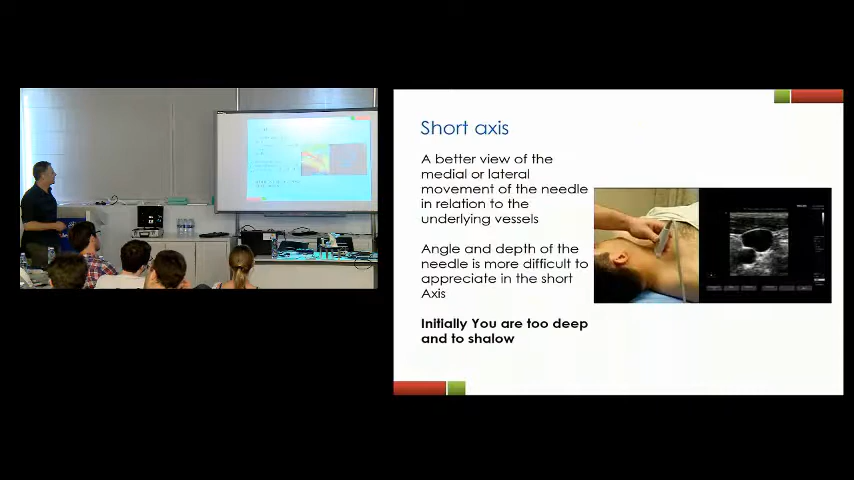 Short axis
A better view of the
medial or lateral
movement of the needle
in relation to the
underlying vessels
Angle and depth of the
needle is more difficult to
appreciate in the short
Axis
Initially You are too deep
and to shalow